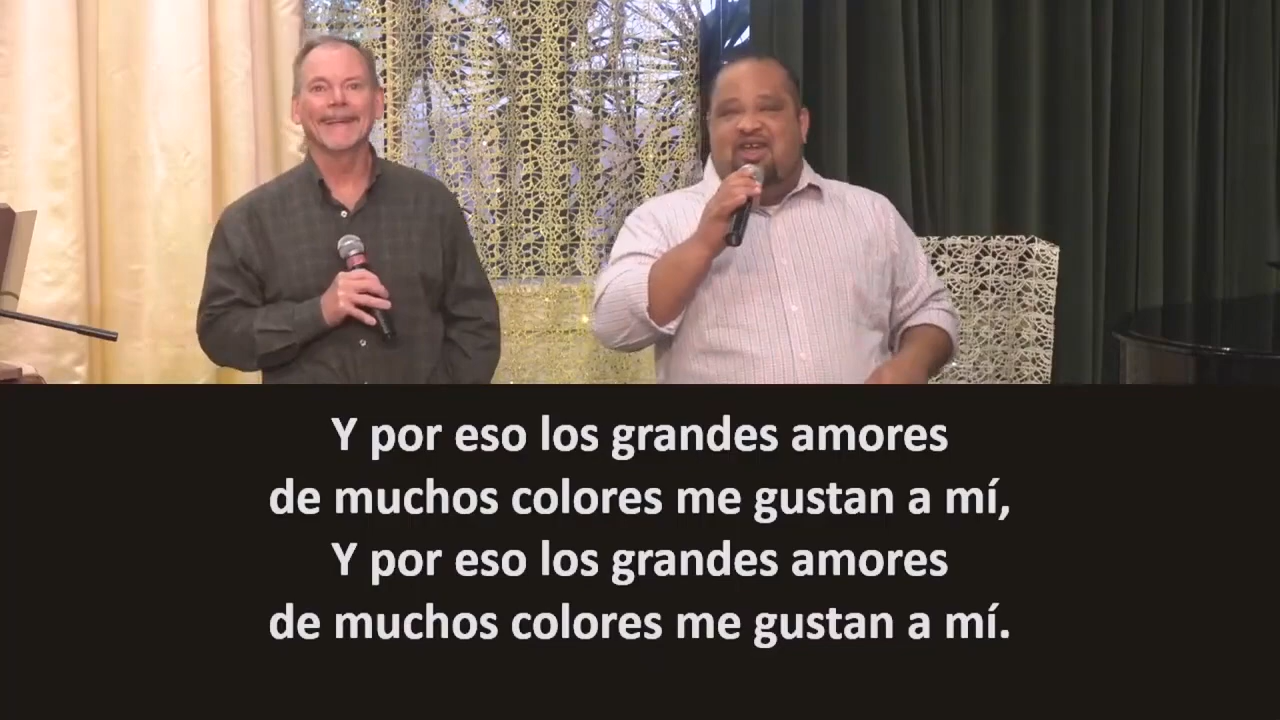 Y por eso los grandes amores
de muchos colores me gustan a mí,
Y por eso los grandes amores
de muchos colores me gustan a mí.